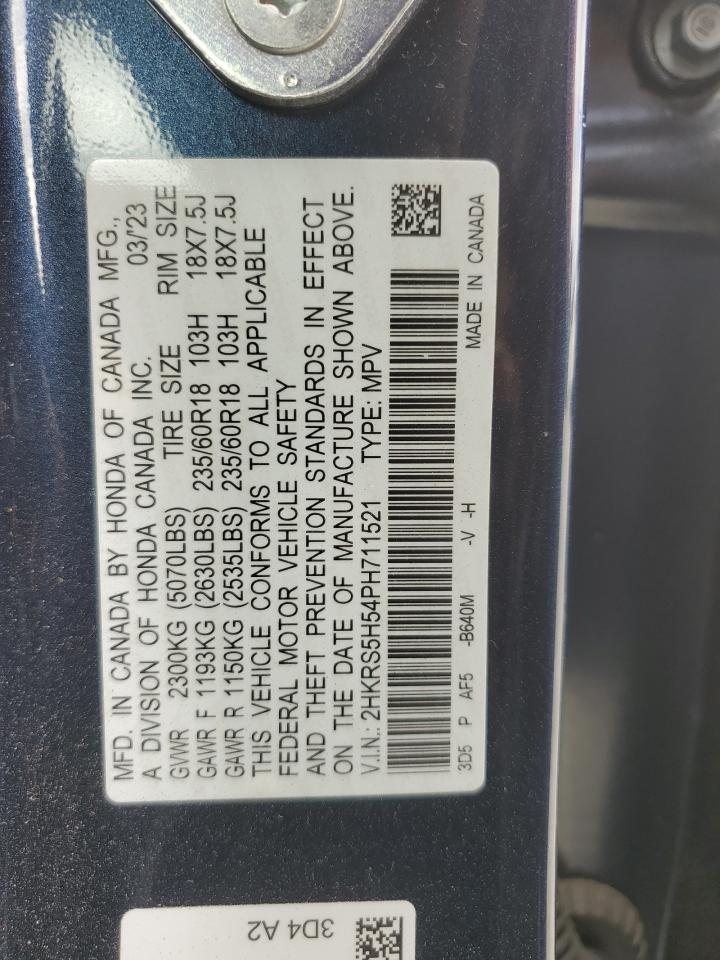 MFD. IN CANADA BY HONDA OF CANADA MFG.,
A DIVISION OF HONDA CANADA INC. 03/'23
GVWR 2300KG (5070LBS) TIRE SIZE RIM SIZE
GAWR F 1193KG (2630LBS) 235/60R18 103H 18X7.5J
GAWR R 1150KG (2535LBS) 235/60R18 103H 18X7.5J
THIS VEHICLE CONFORMS TO ALL APPLICABLE
FEDERAL MOTOR VEHICLE SAFETY
AND THEFT PREVENTION STANDARDS IN EFFECT
ON THE DATE OF MANUFACTURE SHOWN ABOVE.
V.I.N.: 2HKRS5H54PH711521 TYPE: MPV
3D5 P AF5 -B640M -V -H MADE IN CANADA
3D4 A2